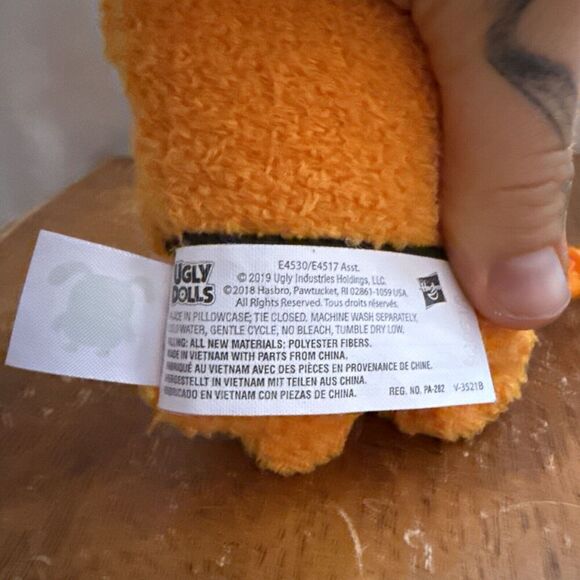 UGLY
DOLLS
E4530/E4517 Asst.
© 2019 Ugly Industries Holdings, LLC.
© 2018 Hasbro, Pawtucket, RI 02861-1059 USA.
All Rights Reserved. Tous droits réservés.
Hasbro
IN PILLOWCASE; TIE CLOSED. MACHINE WASH SEPARATELY,
WATER, GENTLE CYCLE, NO BLEACH, TUMBLE DRY LOW.
ALL NEW MATERIALS: POLYESTER FIBERS.
MADE IN VIETNAM WITH PARTS FROM CHINA.
FABRIQUÉ AU VIETNAM AVEC DES PIÈCES EN PROVENANCE DE CHINE.
HERGESTELLT IN VIETNAM MIT TEILEN AUS CHINA.
FABRICADO EN VIETNAM CON PIEZAS DE CHINA.
REG. NO. PA-282 V-3521B